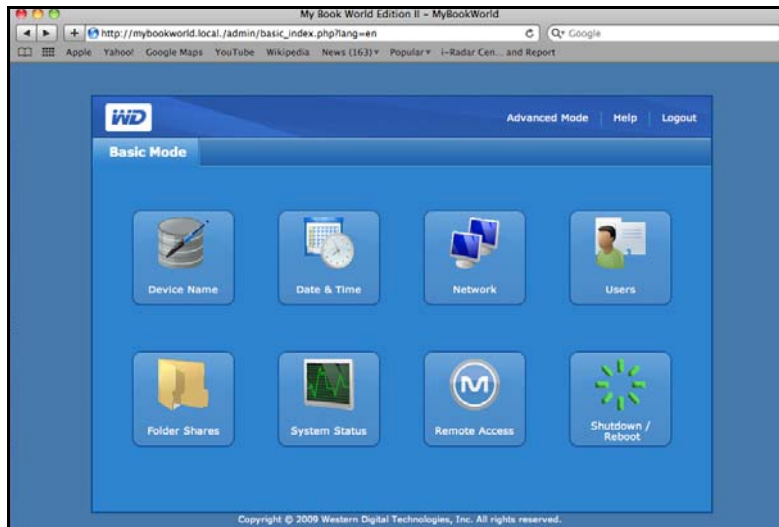 My Book World Edition II – MyBookWorld
http://mybookworld.local./admin/basic_index.php?lang=en
Google
Apple Yahoo! Google Maps YouTube Wikipedia News (163) Popular i-Radar Cen... and Report
WD
Advanced Mode Help Logout
Basic Mode
Device Name Date & Time Network Users
Folder Shares System Status Remote Access Shutdown /
Reboot
Copyright © 2009 Western Digital Technologies, Inc. All rights reserved.